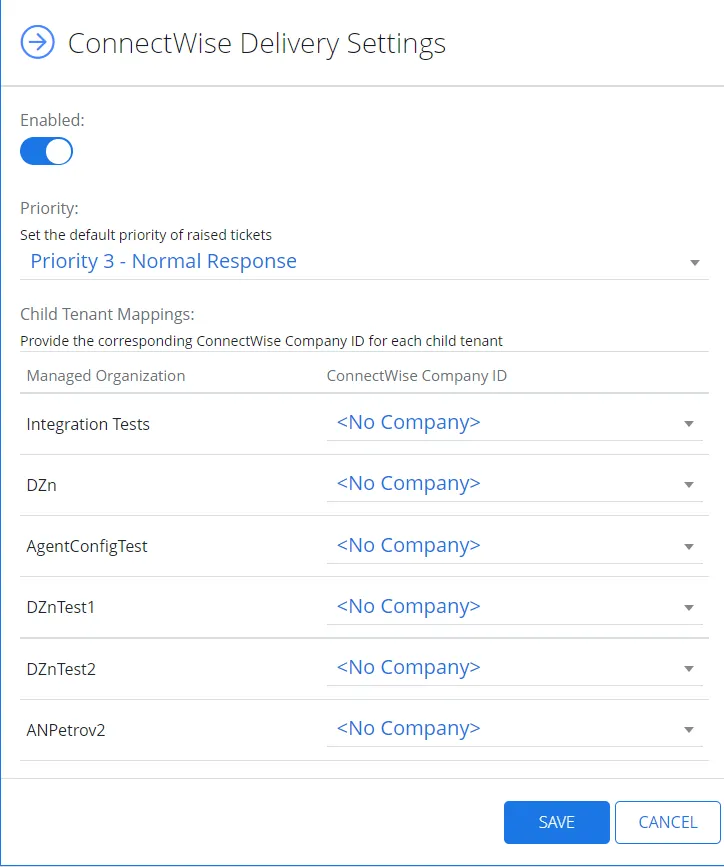 ConnectWise Delivery Settings
Enabled:
Priority:
Set the default priority of raised tickets
Priority 3 - Normal Response
Child Tenant Mappings:
Provide the corresponding ConnectWise Company ID for each child tenant
Managed Organization ConnectWise Company ID
Integration Tests <No Company>
DZn <No Company>
AgentConfigTest <No Company>
DZnTest1 <No Company>
DZnTest2 <No Company>
ANPetrov2 <No Company>
SAVE CANCEL